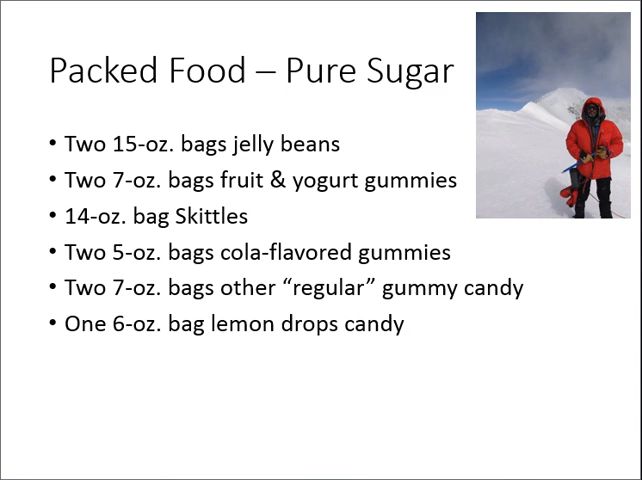 Packed Food – Pure Sugar
• Two 15-oz. bags jelly beans
• Two 7-oz. bags fruit & yogurt gummies
• 14-oz. bag Skittles
• Two 5-oz. bags cola-flavored gummies
• Two 7-oz. bags other “regular” gummy candy
• One 6-oz. bag lemon drops candy